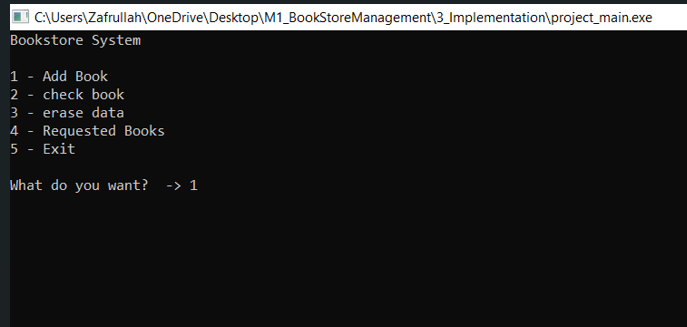 C:\Users\Zafrullah\OneDrive\Desktop\M1_BookStoreManagement\3_Implementation\project_main.exe
Bookstore System
1 - Add Book
2 - check book
3 - erase data
4 - Requested Books
5 - Exit
What do you want?  -> 1